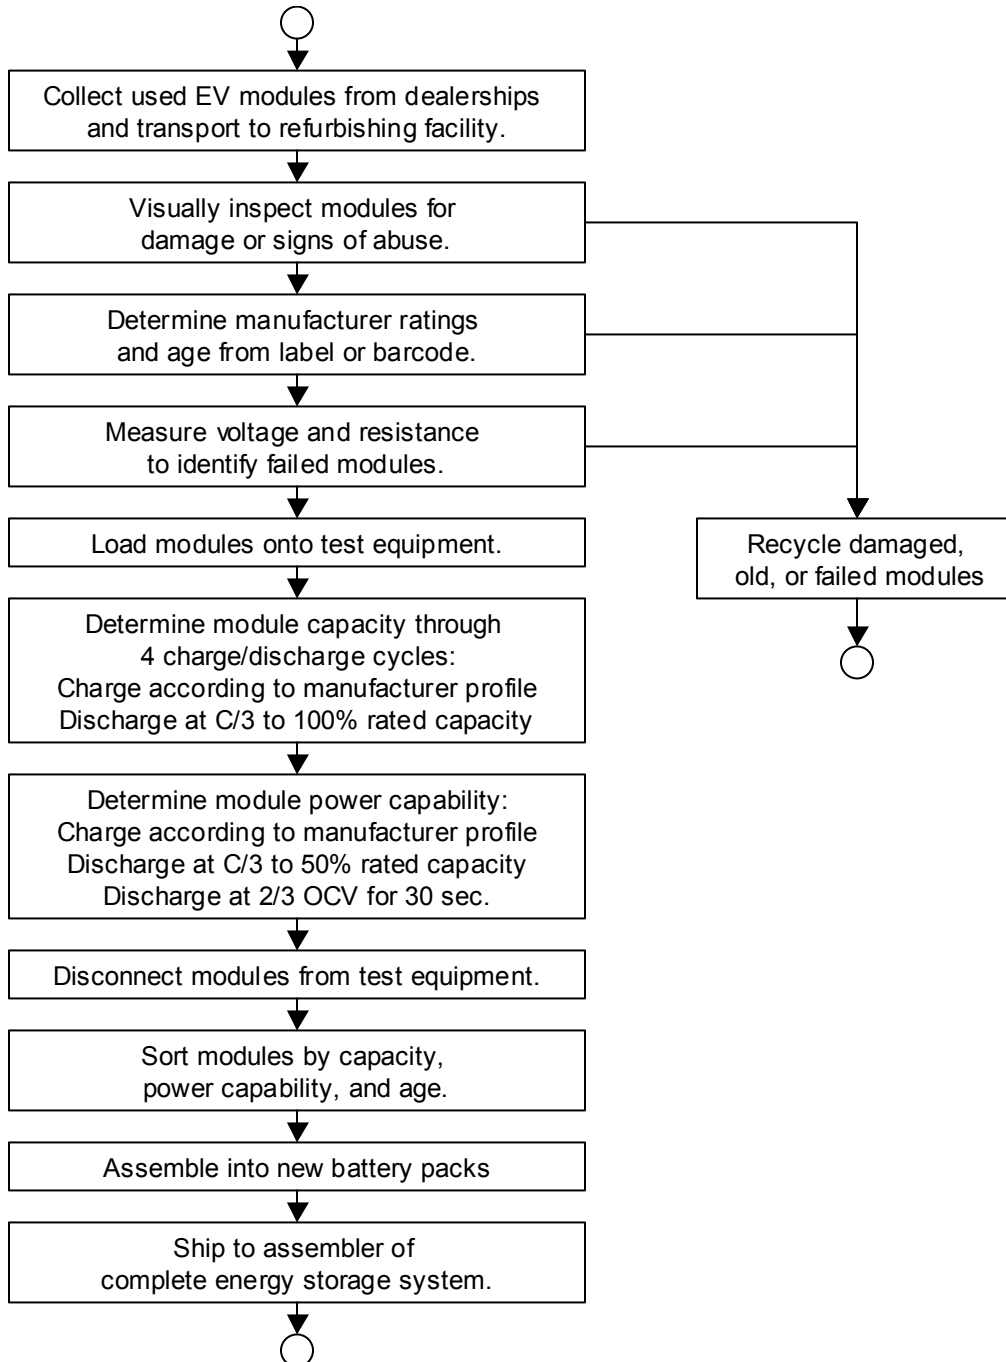 Collect used EV modules from dealerships
and transport to refurbishing facility.
Visually inspect modules for
damage or signs of abuse.
Determine manufacturer ratings
and age from label or barcode.
Measure voltage and resistance
to identify failed modules.
Load modules onto test equipment.
Recycle damaged,
old, or failed modules
Determine module capacity through
4 charge/discharge cycles:
Charge according to manufacturer profile
Discharge at C/3 to 100% rated capacity
Determine module power capability:
Charge according to manufacturer profile
Discharge at C/3 to 50% rated capacity
Discharge at 2/3 OCV for 30 sec.
Disconnect modules from test equipment.
Sort modules by capacity,
power capability, and age.
Assemble into new battery packs
Ship to assembler of
complete energy storage system.